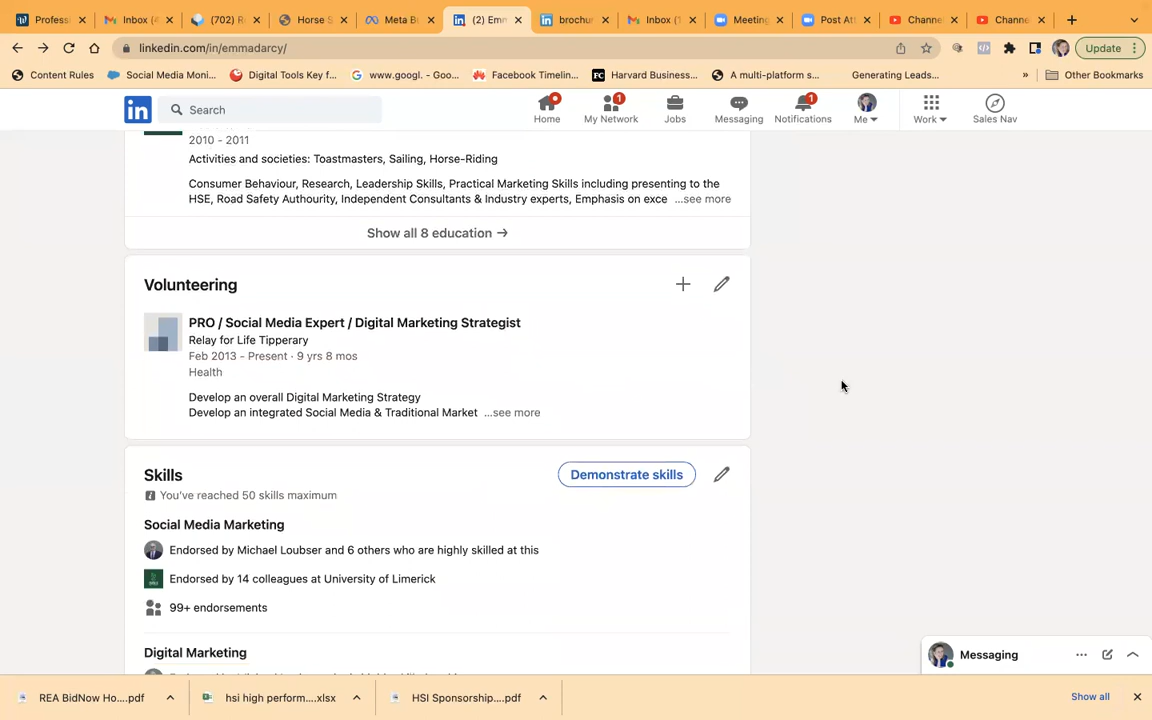 Profess
Inbox (4
(702) R
Horse S
Meta B
(2) Emm
brochur
Inbox (1
Meeting
Post At
Channe
Channe
linkedin.com/in/emmadarcy/
Update
Content Rules
Social Media Moni...
Digital Tools Key f...
www.googl. - Goo...
Facebook Timelin...
Harvard Business...
A multi-platform s...
Generating Leads...
»
Other Bookmarks
in
Search
Home
1
My Network
Jobs
Messaging
1
Notifications
Me
Work
Sales Nav
2010 - 2011
Activities and societies: Toastmasters, Sailing, Horse-Riding
Consumer Behaviour, Research, Leadership Skills, Practical Marketing Skills including presenting to the
HSE, Road Safety Authourity, Independent Consultants & Industry experts, Emphasis on exce ...see more
Show all 8 education →
Volunteering
PRO / Social Media Expert / Digital Marketing Strategist
Relay for Life Tipperary
Feb 2013 - Present · 9 yrs 8 mos
Health
Develop an overall Digital Marketing Strategy
Develop an integrated Social Media & Traditional Market ...see more
Skills
Demonstrate skills
You've reached 50 skills maximum
Social Media Marketing
Endorsed by Michael Loubser and 6 others who are highly skilled at this
Endorsed by 14 colleagues at University of Limerick
99+ endorsements
Digital Marketing
Messaging
REA BidNow Ho....pdf
hsi high perform....xlsx
HSI Sponsorship....pdf
Show all